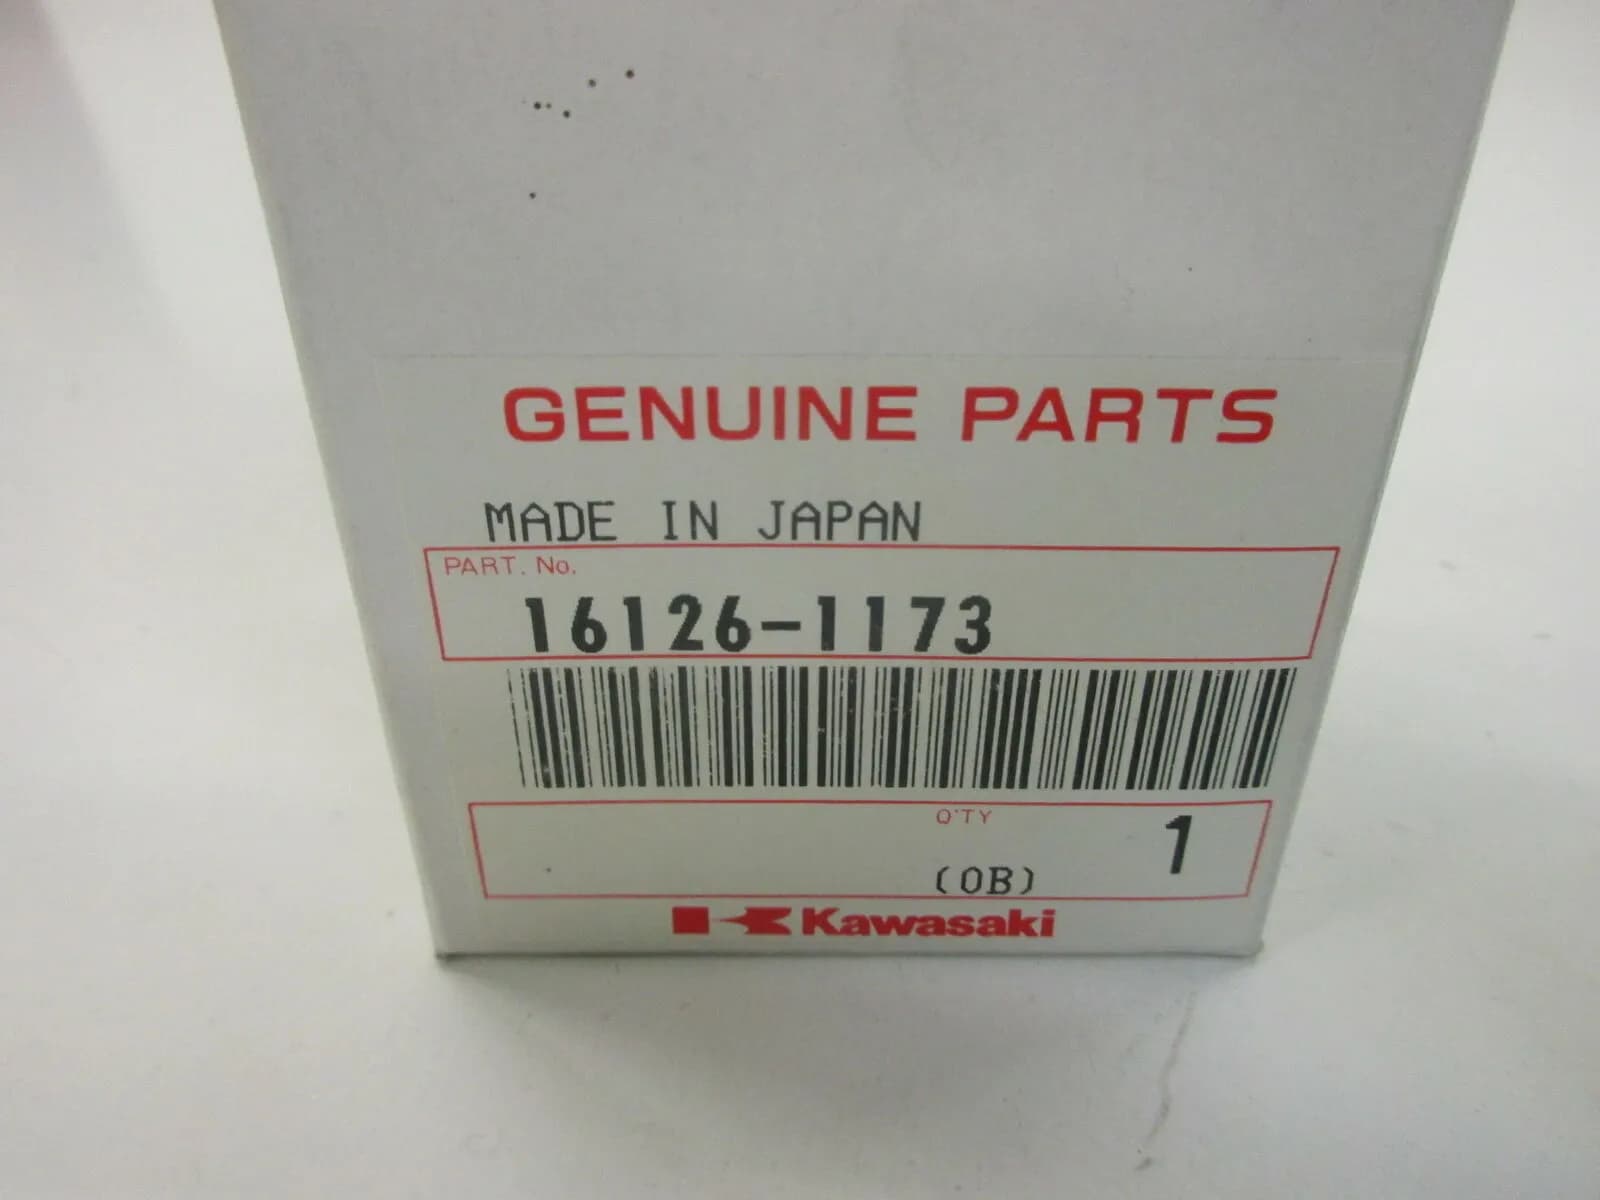 GENUINE PARTS
MADE IN JAPAN
PART. No.
16126-1173
Q'TY
1
(OB)
Kawasaki